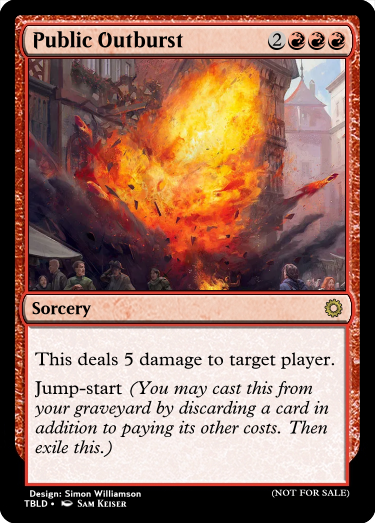 Public Outburst 2
Sorcery
This deals 5 damage to target player.
Jump-start (You may cast this from
your graveyard by discarding a card in
addition to paying its other costs. Then
exile this.)
Design: Simon Williamson
(NOT FOR SALE)
TBLD • Sam Keiser